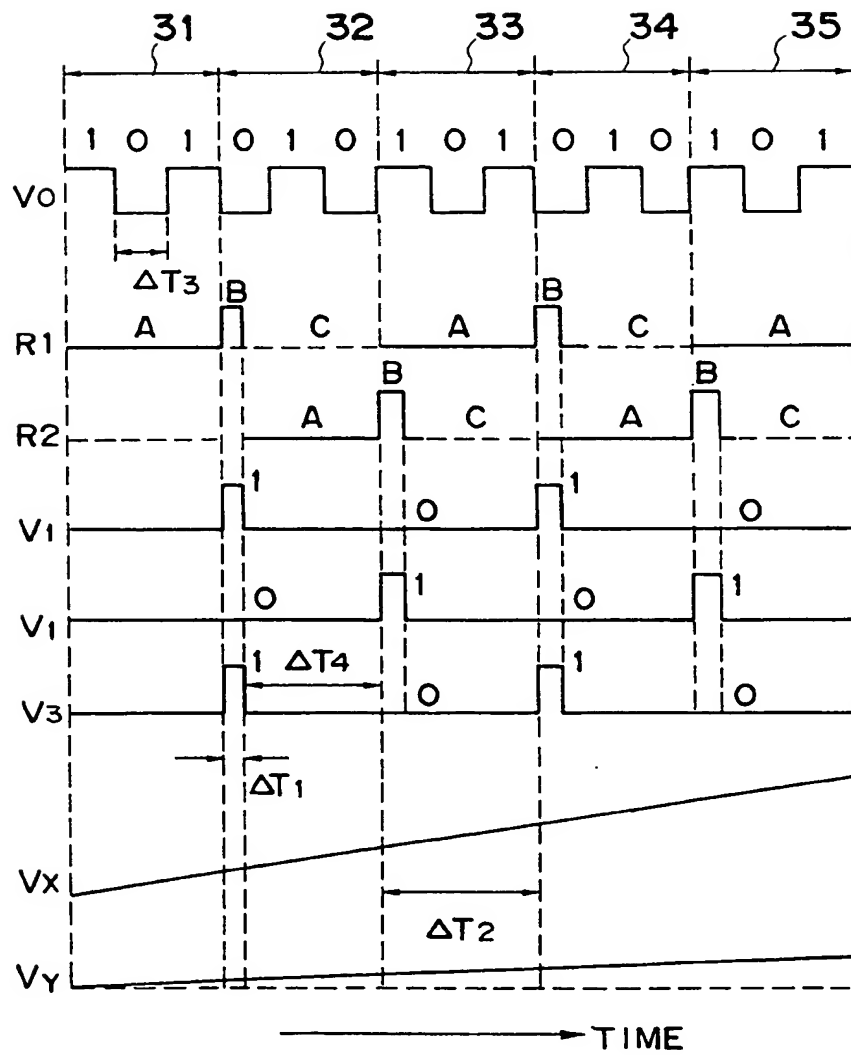 31 32 33 34 35
1 0 1 0 1 0 1 0 1 0 1 0 1 0 1
V0
ΔT3
B B
R1 A C A C A
B B
R2 A C A C
1 1
V1 0 0
1 1
V1 0 0
1 ΔT4 1
V3 0 0
ΔT1
VX
ΔT2
VY
TIME